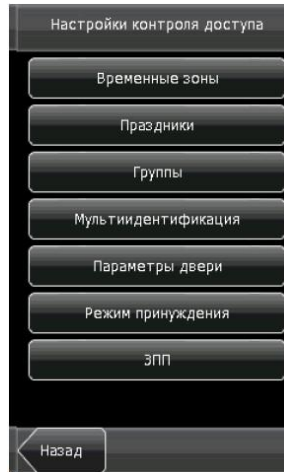 Настройки контроля доступа
Временные зоны
Праздники
Группы
Мультиидентификация
Параметры двери
Режим принуждения
ЗПП
Назад